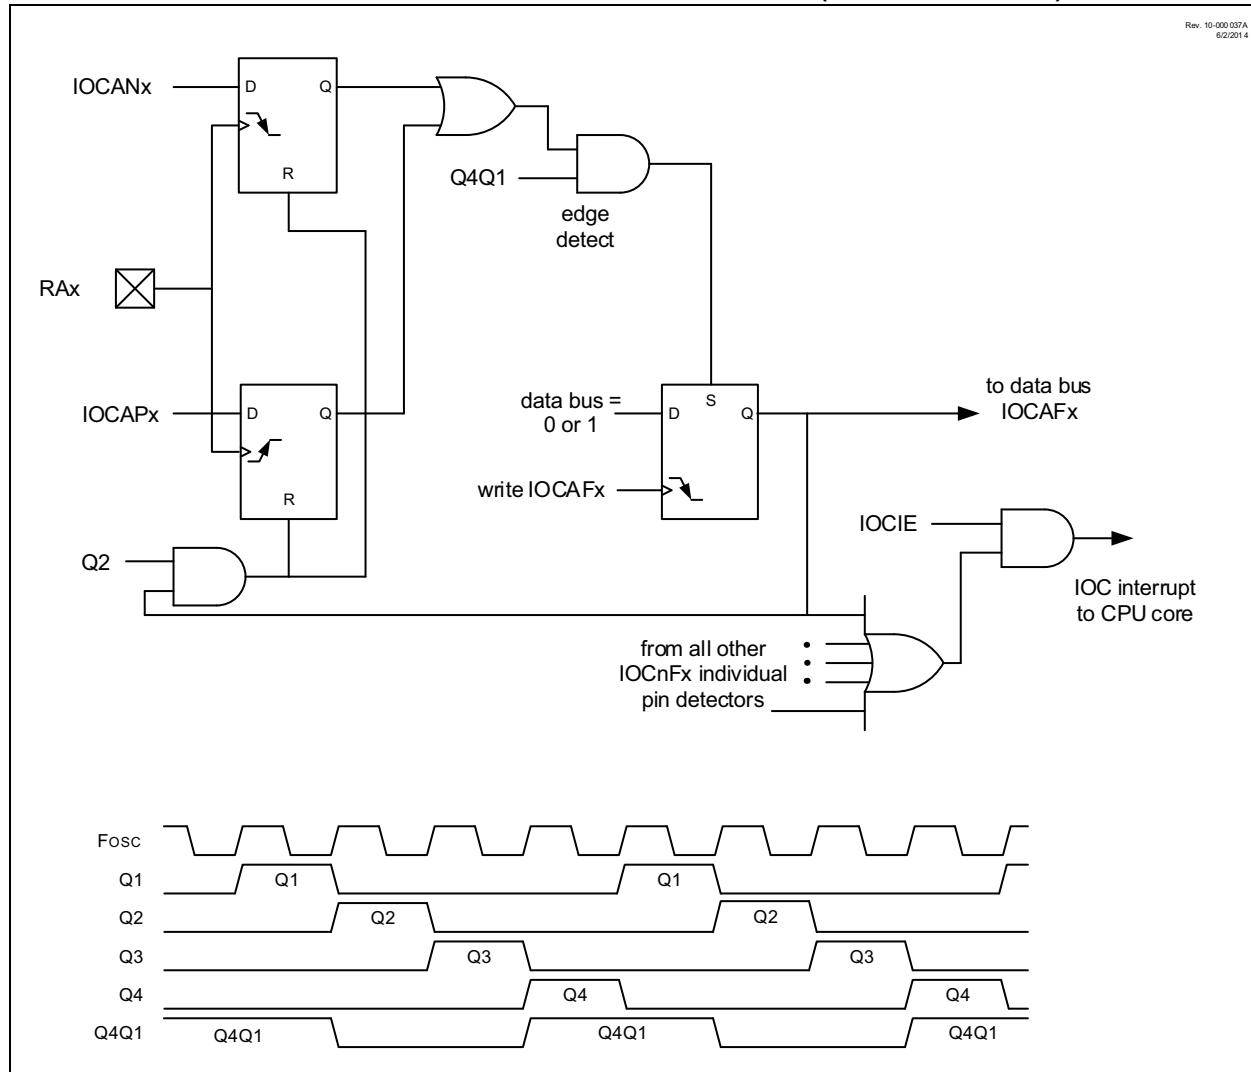 Rev. 10-000 037A
6/2/2014
IOCANx
D
Q
R
Q4Q1
edge
detect
RAx
IOCAPx
D
Q
R
data bus =
0 or 1
D
S
Q
to data bus
IOCAFx
write IOCAFx
IOCIE
Q2
IOC interrupt
to CPU core
from all other
IOCnFx individual
pin detectors
FOSC
Q1
Q1
Q1
Q2
Q2
Q2
Q3
Q3
Q3
Q4
Q4
Q4
Q4Q1
Q4Q1
Q4Q1
Q4Q1